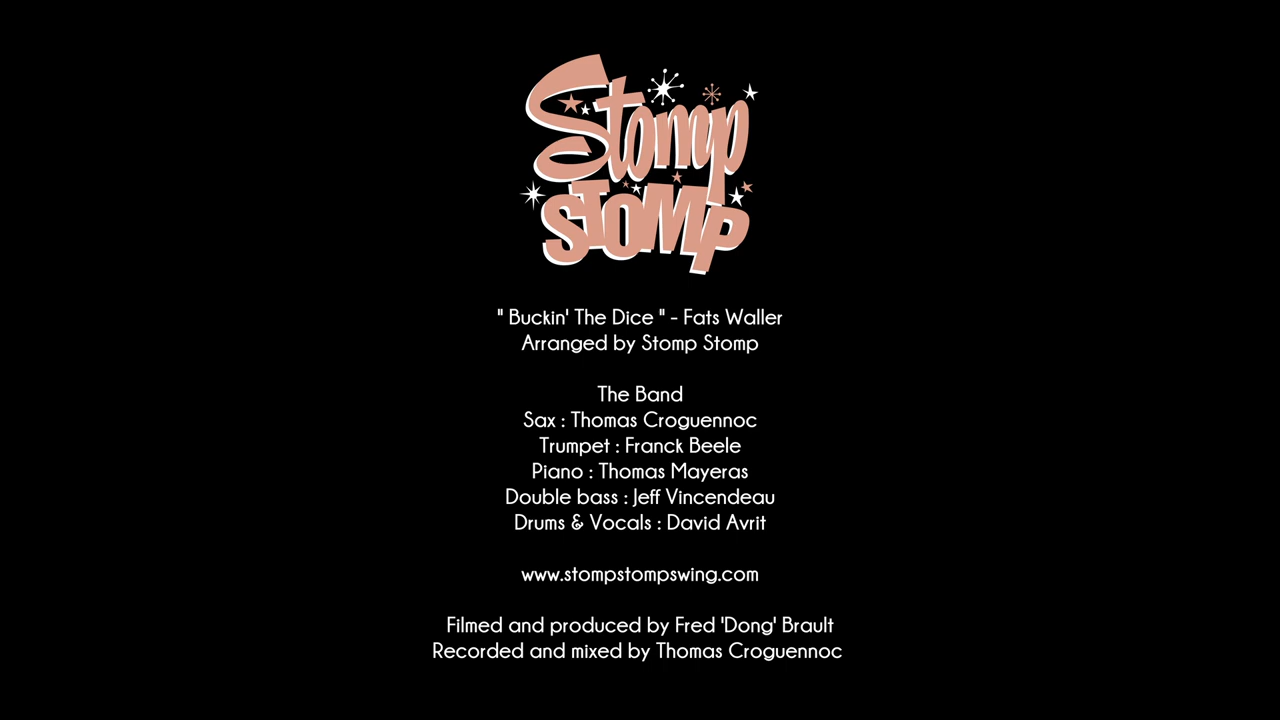 Stomp
STOMP
" Buckin' The Dice " - Fats Waller
Arranged by Stomp Stomp
The Band
Sax : Thomas Croguennoc
Trumpet : Franck Beele
Piano : Thomas Mayeras
Double bass : Jeff Vincendeau
Drums & Vocals : David Avrit
www.stompstompswing.com
Filmed and produced by Fred 'Dong' Brault
Recorded and mixed by Thomas Croguennoc